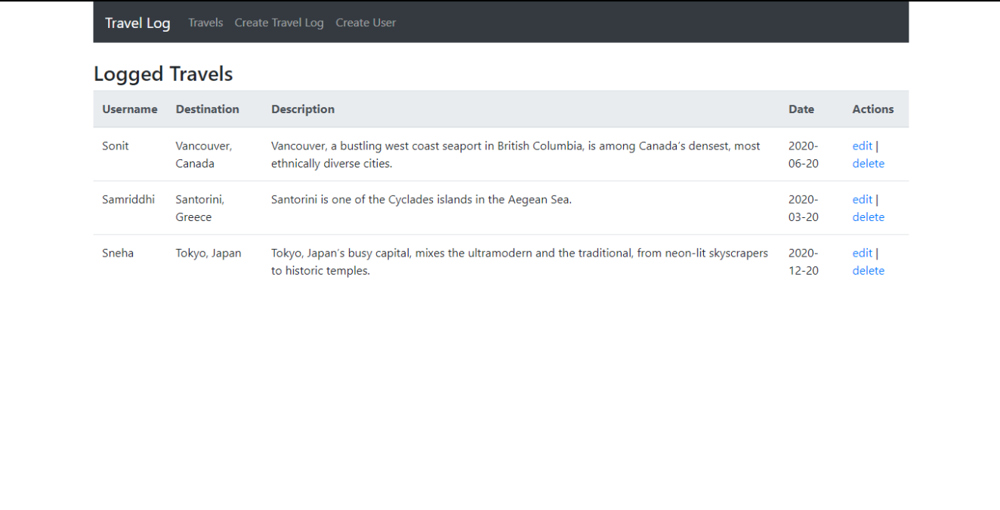 Travel Log Travels Create Travel Log Create User
Logged Travels
Username Destination Description Date Actions
Sonit Vancouver, Vancouver, a bustling west coast seaport in British Columbia, is among Canada's densest, most 2020- edit |
Canada ethnically diverse cities. 06-20 delete
Samriddhi Santorini, Santorini is one of the Cyclades islands in the Aegean Sea. 2020- edit |
Greece 03-20 delete
Sneha Tokyo, Japan Tokyo, Japan's busy capital, mixes the ultramodern and the traditional, from neon-lit skyscrapers 2020- edit |
to historic temples. 12-20 delete